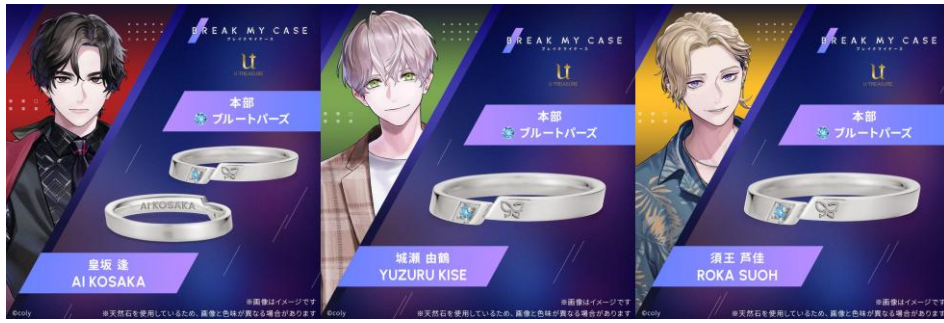 BREAK MY CASE
ブレイクマイケース
U TREASURE
本部
ブルートパーズ
AI KOSAKA
皇坂 逢
AI KOSAKA
※画像はイメージです
©coly
※天然石を使用しているため、画像と色味が異なる場合があります
BREAK MY CASE
ブレイクマイケース
U TREASURE
本部
ブルートパーズ
城瀬 由鶴
YUZURU KISE
※画像はイメージです
©coly
※天然石を使用しているため、画像と色味が異なる場合があります
BREAK MY CASE
ブレイクマイケース
U TREASURE
本部
ブルートパーズ
須王 芦佳
ROKA SUOH
※画像はイメージです
©coly
※天然石を使用しているため、画像と色味が異なる場合があります